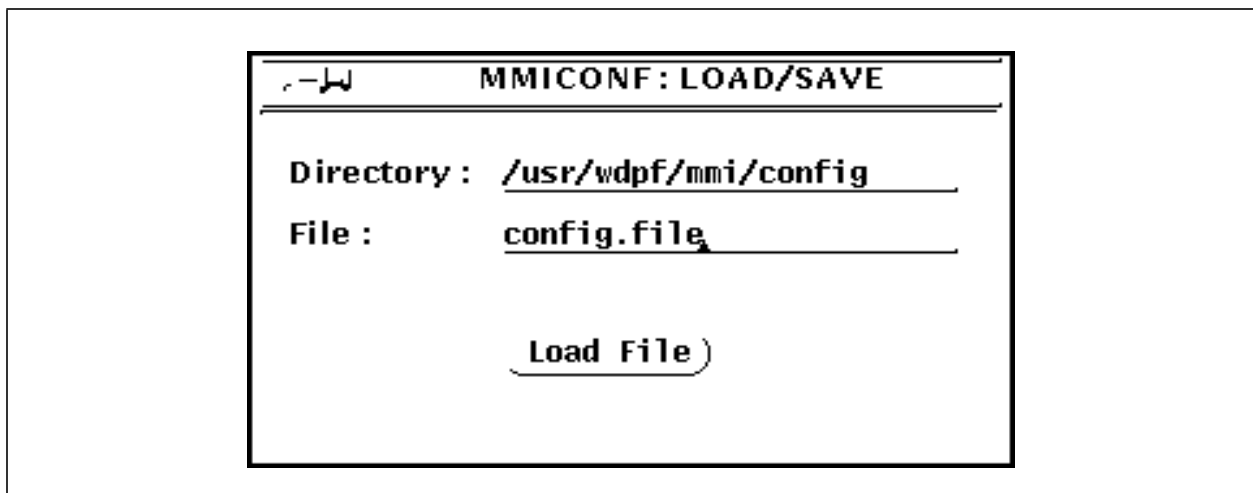 MMICONF:LOAD/SAVE
Directory: /usr/wdpf/mmi/config
File: config.file
Load File